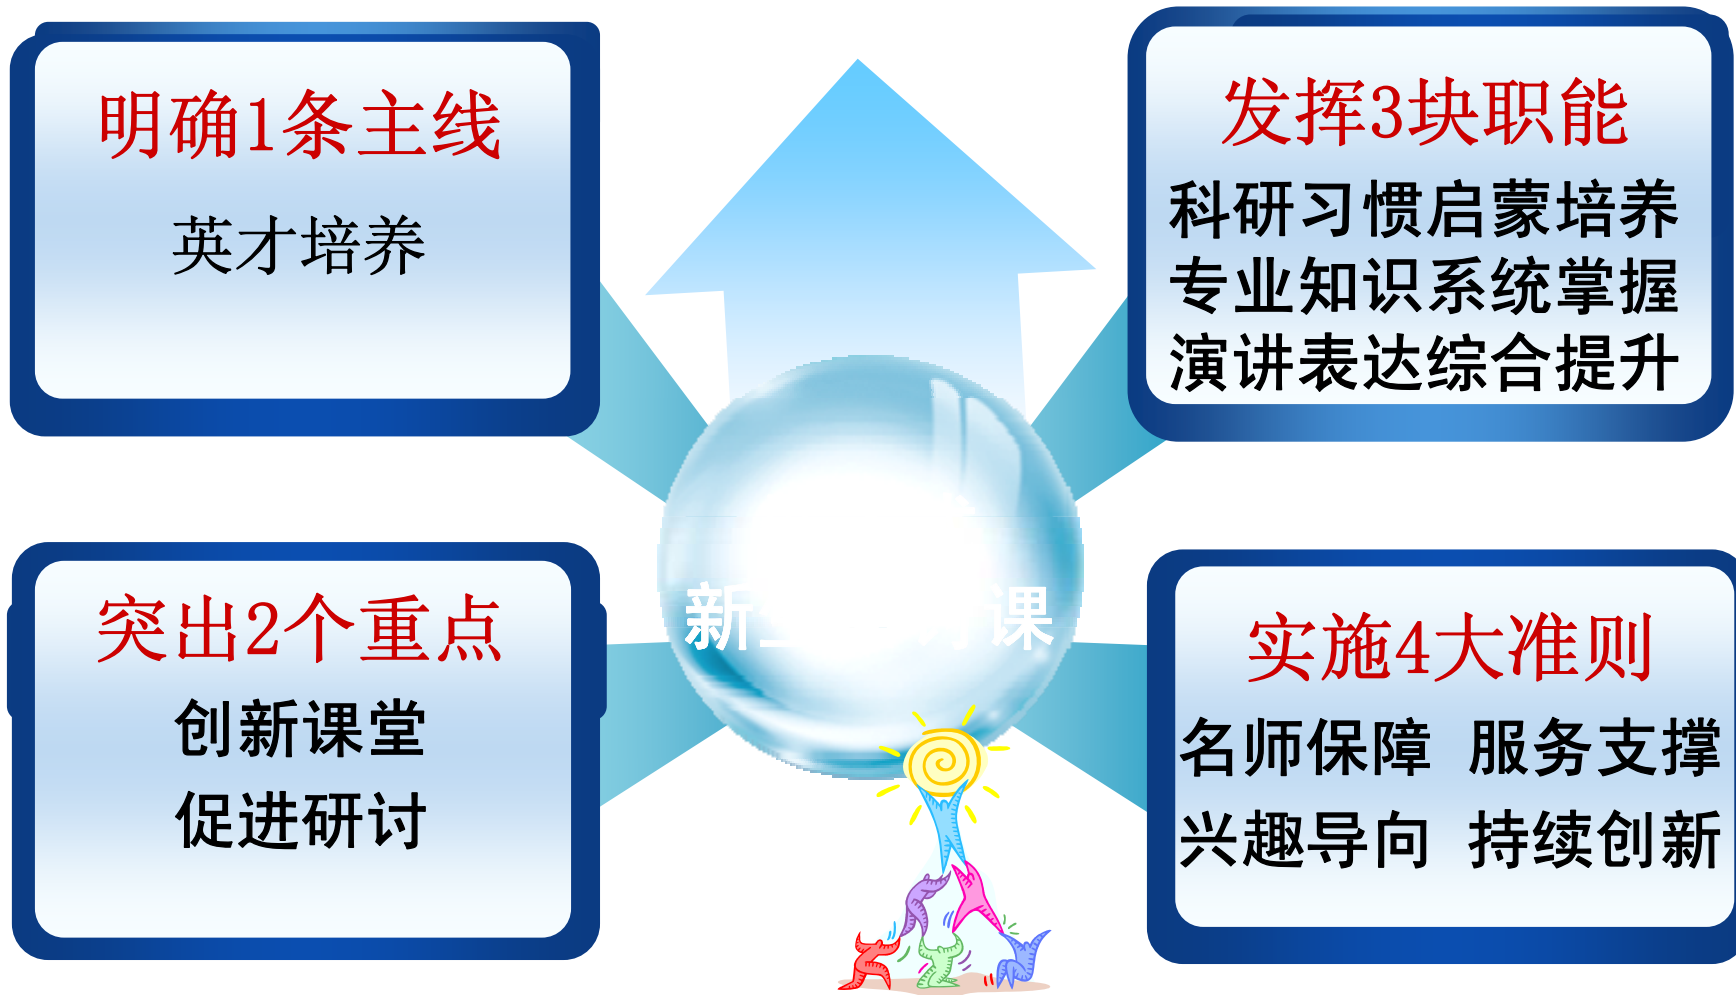 明确1条主线
英才培养
发挥3块职能
科研习惯启蒙培养
专业知识系统掌握
演讲表达综合提升
新 课
突出2个重点
创新课堂
促进研讨
实施4大准则
名师保障 服务支撑
兴趣导向 持续创新